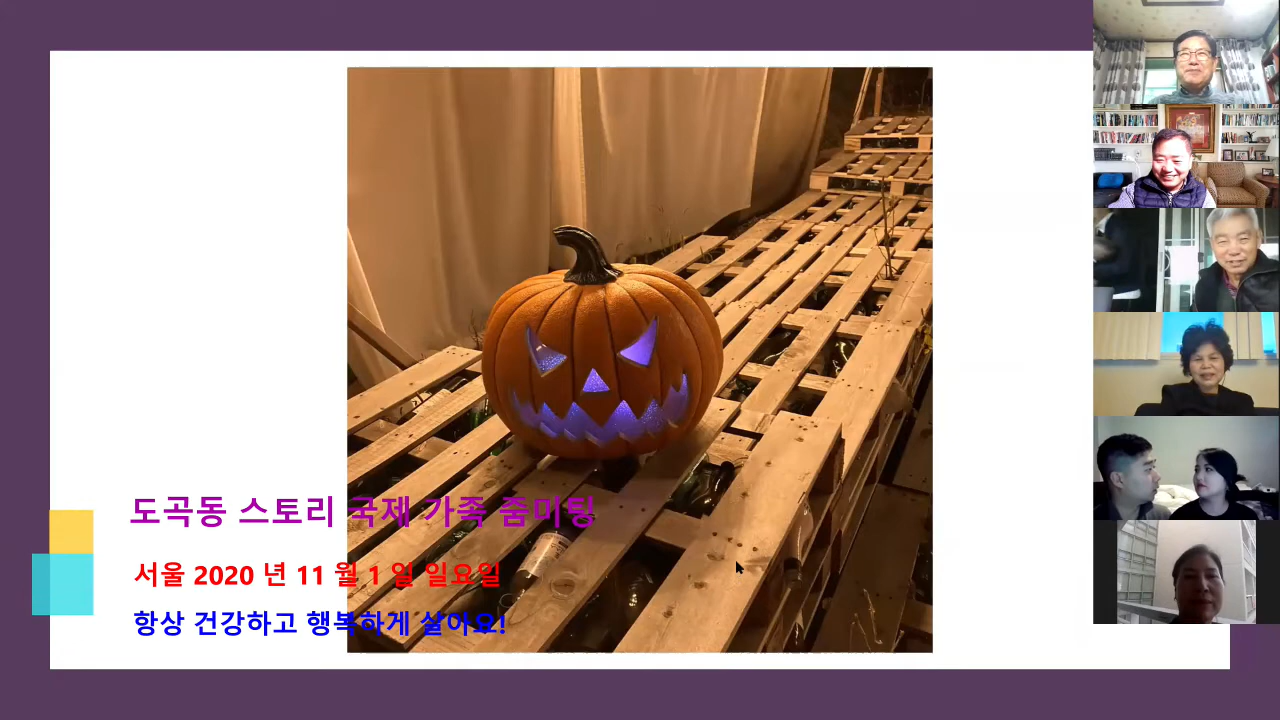 도곡동 스토리 국제 가족 줌미팅
서울 2020 년 11 월 1 일 일요일
항상 건강하고 행복하게 살아요!